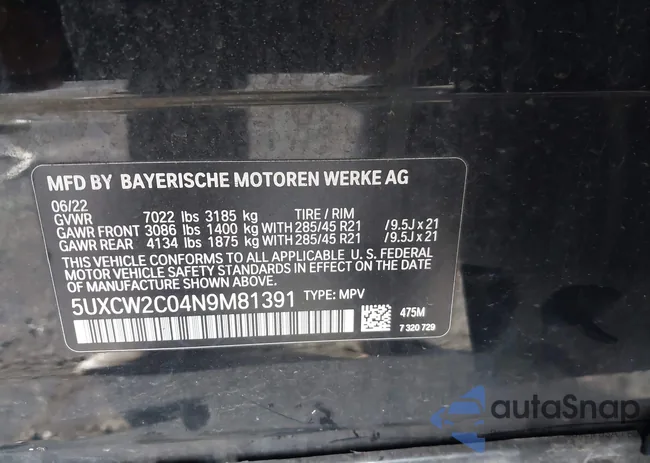 MFD BY BAYERISCHE MOTOREN WERKE AG
06/22
GVWR 7022 lbs 3185 kg TIRE / RIM
GAWR FRONT 3086 lbs 1400 kg WITH 285/45 R21 /9.5J x 21
GAWR REAR 4134 lbs 1875 kg WITH 285/45 R21 /9.5J x 21
THIS VEHICLE CONFORMS TO ALL APPLICABLE U. S. FEDERAL
MOTOR VEHICLE SAFETY STANDARDS IN EFFECT ON THE DATE
OF MANUFACTURE SHOWN ABOVE.
5UXCW2C04N9M81391 TYPE: MPV
475M
7 320 729
autoSnap